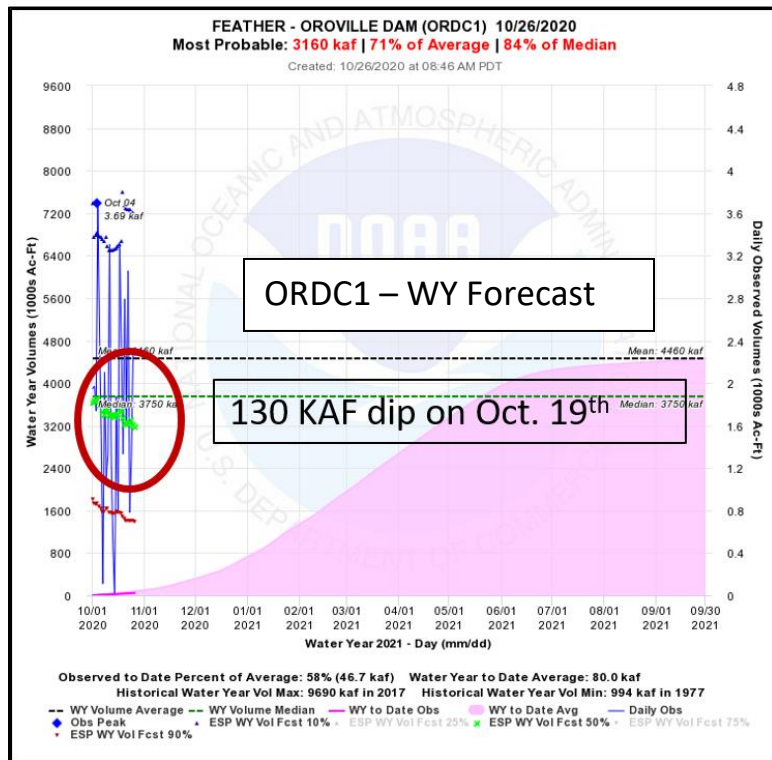 FEATHER - OROVILLE DAM (ORDC1) 10/26/2020
Most Probable: 3160 kaf | 71% of Average | 84% of Median
Created: 10/26/2020 at 08:46 AM PDT
9600
8800
8000
7200
6400
5600
4800
4000
3200
2400
1600
800
0
Water Year Volumes (1000s Ac-Ft)
4.8
4.4
4
3.6
3.2
2.8
2.4
2
1.6
1.2
0.8
0.4
0
Daily Observed Volumes (1000s Ac-Ft)
Oct 04
3.69 kaf
NOAA
ORDC1 – WY Forecast
Mean: 4460 kaf
130 KAF dip on Oct. 19th
Median: 3750 kaf
Median: 3750 kaf
10/01 11/01 12/01 01/01 02/01 03/01 04/01 05/01 06/01 07/01 08/01 09/01 09/30
2020 2020 2020 2021 2021 2021 2021 2021 2021 2021 2021 2021 2021
Water Year 2021 - Day (mm/dd)
Observed to Date Percent of Average: 58% (46.7 kaf) Water Year to Date Average: 80.0 kaf
Historical Water Year Vol Max: 9690 kaf in 2017 Historical Water Year Vol Min: 994 kaf in 1977
WY Volume Average WY Volume Median WY to Date Obs WY to Date Avg Daily Obs
Obs Peak ESP WY Vol Fcst 10% ESP WY Vol Fcst 25% ESP WY Vol Fcst 50% ESP WY Vol Fcst 75%
ESP WY Vol Fcst 90%